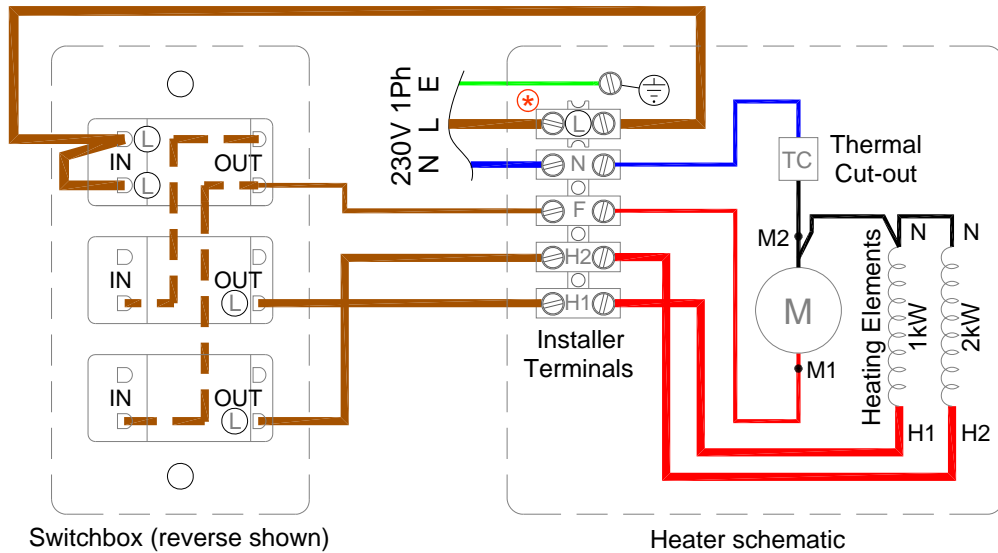 230V 1Ph
E
L
N
*
L
N
F
H2
H1
Installer
Terminals
L
IN
OUT
L
IN
OUT
L
IN
OUT
L
TC
Thermal
Cut-out
M2
M
M1
Heating Elements
N
N
1kW
2kW
H1
H2
Switchbox (reverse shown)
Heater schematic